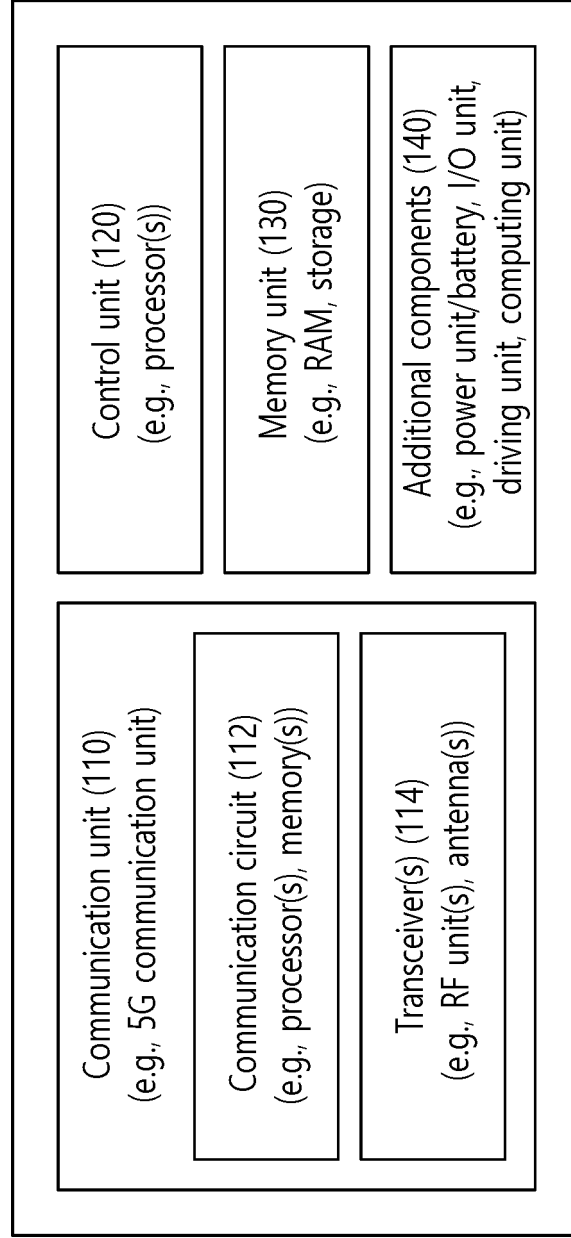 Communication unit (110)
(e.g., 5G communication unit)
Communication circuit (112)
(e.g., processor(s), memory(s))
Transceiver(s) (114)
(e.g., RF unit(s), antenna(s))
Control unit (120)
(e.g., processor(s))
Memory unit (130)
(e.g., RAM, storage)
Additional components (140)
(e.g., power unit/battery, I/O unit,
driving unit, computing unit)